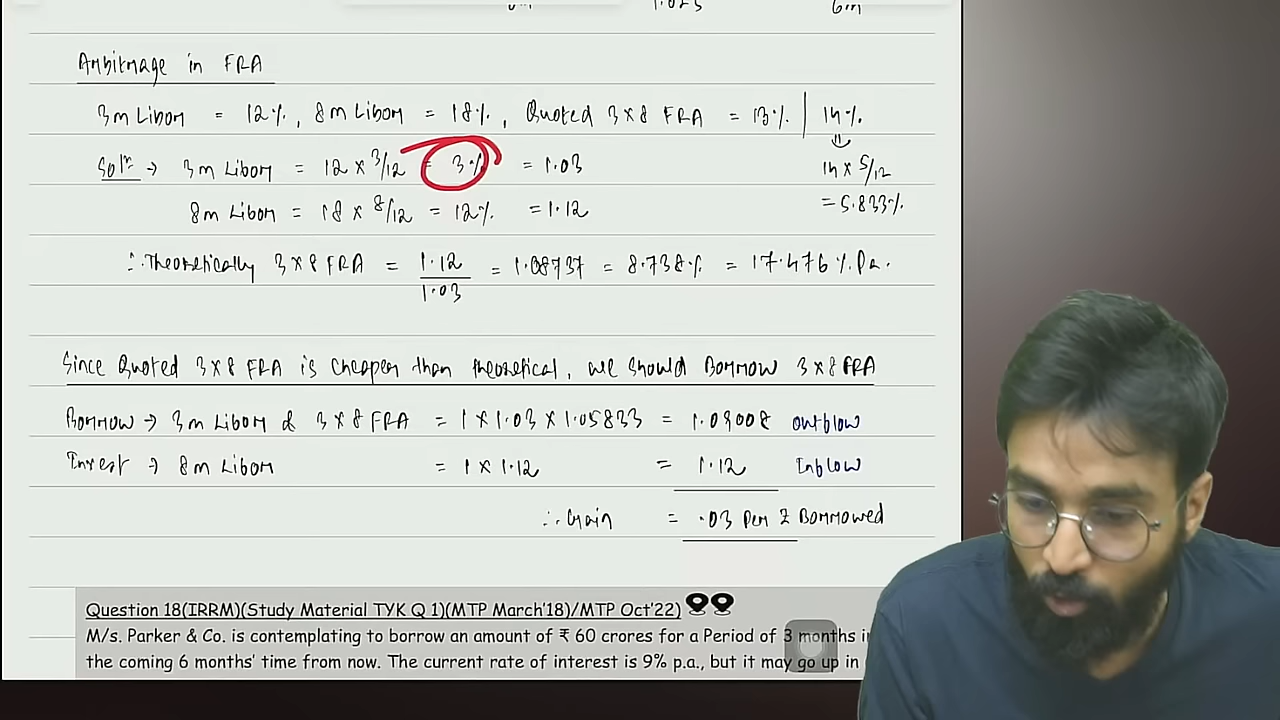 1.025
6m
Arbitrage in FRA
3m Libor = 12%, 8m Libor = 18%, Quoted 3×8 FRA = 13% | 14%
Solⁿ → 3m Libor = 12 × 3/12 = 3% = 1.03
14 × 5/12
8m Libor = 18 × 8/12 = 12% = 1.12
= 5.833%
∴ Theoretically 3×8 FRA = 1.12/1.03 = 1.08737 = 8.738% = 17.476% Pa.
Since Quoted 3×8 FRA is cheaper than theoretical, we should Borrow 3×8 FRA
Borrow → 3m Libor & 3×8 FRA = 1 × 1.03 × 1.05833 = 1.09008 outflow
Invest → 8m Libor = 1 × 1.12 = 1.12 Inflow
∴ Gain = .03 Per ₹ Borrowed
Question 18(IRRM)(Study Material TYK Q 1)(MTP March'18)/MTP Oct'22)
M/s. Parker & Co. is contemplating to borrow an amount of ₹ 60 crores for a Period of 3 months in
the coming 6 months' time from now. The current rate of interest is 9% p.a., but it may go up in